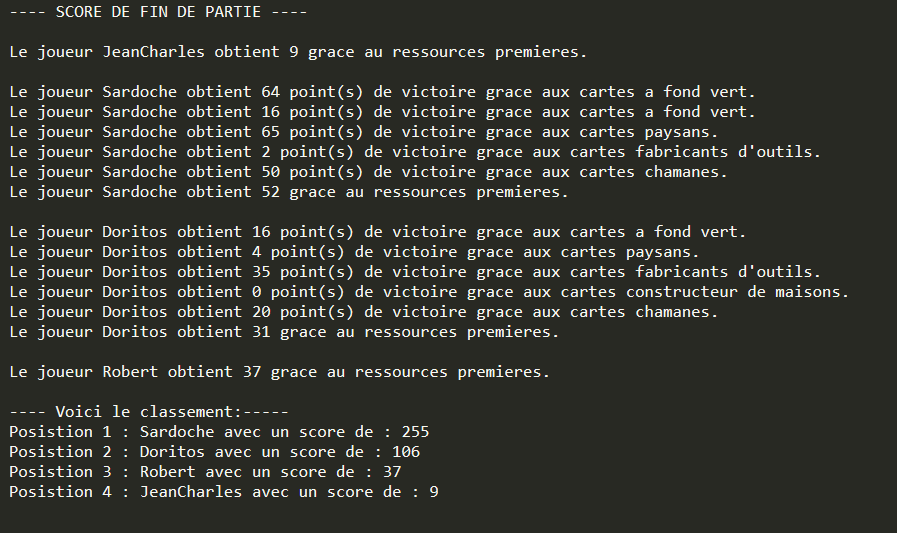 ---- SCORE DE FIN DE PARTIE ----
Le joueur JeanCharles obtient 9 grace au ressources premieres.
Le joueur Sardoche obtient 64 point(s) de victoire grace aux cartes a fond vert.
Le joueur Sardoche obtient 16 point(s) de victoire grace aux cartes a fond vert.
Le joueur Sardoche obtient 65 point(s) de victoire grace aux cartes paysans.
Le joueur Sardoche obtient 2 point(s) de victoire grace aux cartes fabricants d'outils.
Le joueur Sardoche obtient 50 point(s) de victoire grace aux cartes chamanes.
Le joueur Sardoche obtient 52 grace au ressources premieres.
Le joueur Doritos obtient 16 point(s) de victoire grace aux cartes a fond vert.
Le joueur Doritos obtient 4 point(s) de victoire grace aux cartes paysans.
Le joueur Doritos obtient 35 point(s) de victoire grace aux cartes fabricants d'outils.
Le joueur Doritos obtient 0 point(s) de victoire grace aux cartes constructeur de maisons.
Le joueur Doritos obtient 20 point(s) de victoire grace aux cartes chamanes.
Le joueur Doritos obtient 31 grace au ressources premieres.
Le joueur Robert obtient 37 grace au ressources premieres.
---- Voici le classement:-----
Posistion 1 : Sardoche avec un score de : 255
Posistion 2 : Doritos avec un score de : 106
Posistion 3 : Robert avec un score de : 37
Posistion 4 : JeanCharles avec un score de : 9